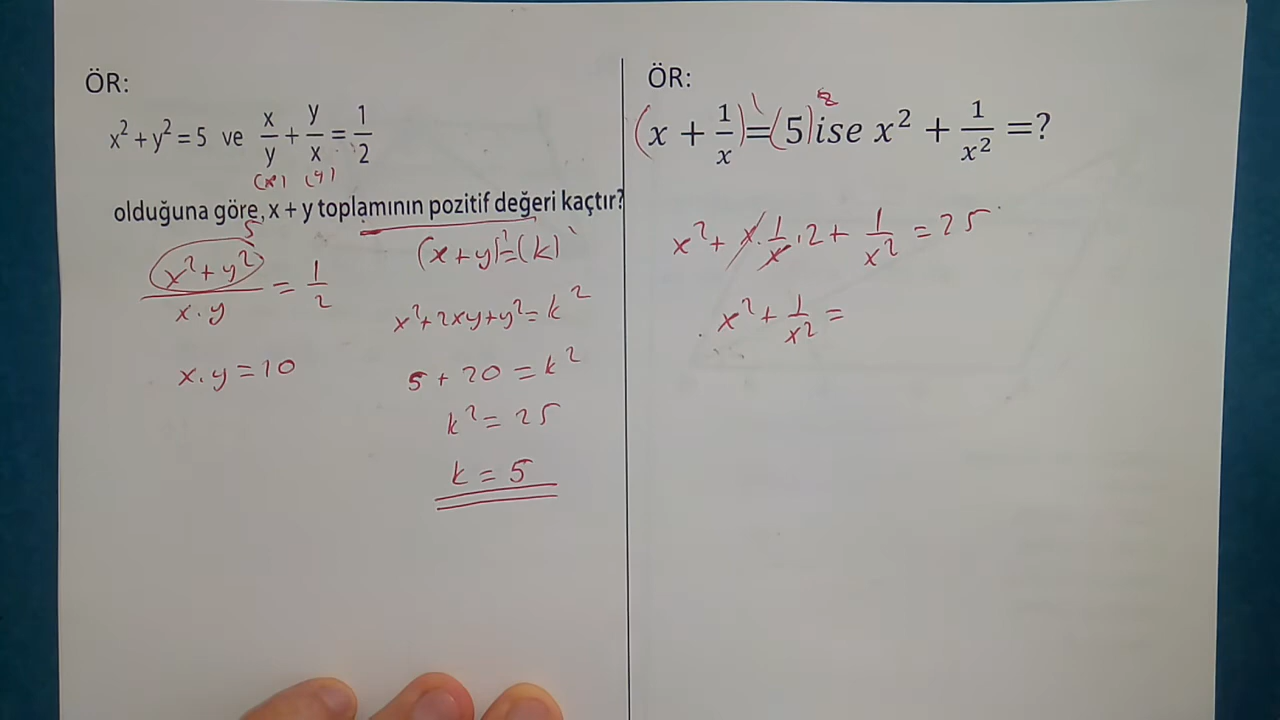 ÖR:
x² + y² = 5 ve x/y + y/x = 1/2
(x) (y)
olduğuna göre, x + y toplamının pozitif değeri kaçtır?
5
x² + y² / x.y = 1/2
x.y = 10
(x + y)² = (k)
x² + 2xy + y² = k²
5 + 20 = k²
k² = 25
k = 5
ÖR:
(x + 1/x) = (5)² ise x² + 1/x² = ?
x² + x . 1/x . 2 + 1/x² = 25
x² + 1/x² =